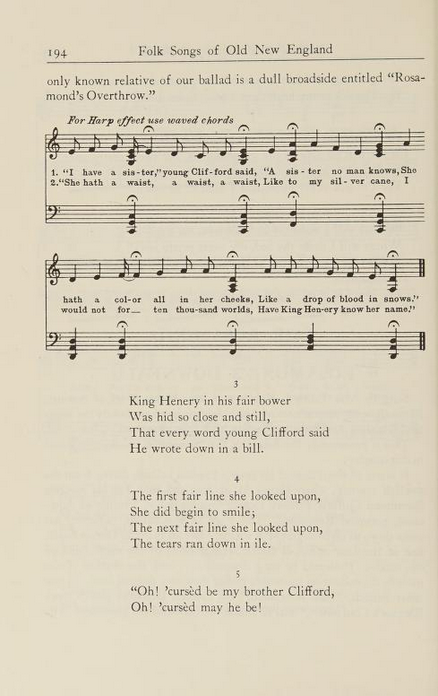 194 Folk Songs of Old New England
only known relative of our ballad is a dull broadside entitled "Rosa-
mond's Overthrow."
For Harp effect use waved chords
1. "I have a sis-ter," young Clif-ford said, "A sis-ter no man knows, She
2. "She hath a waist, a waist, a waist, Like to my sil-ver cane, I
hath a col-or all in her cheeks, Like a drop of blood in snows."
would not for— ten thou-sand worlds, Have King Hen-ery know her name."
3
King Henery in his fair bower
Was hid so close and still,
That every word young Clifford said
He wrote down in a bill.
4
The first fair line she looked upon,
She did begin to smile;
The next fair line she looked upon,
The tears ran down in ile.
5
"Oh! 'cursèd be my brother Clifford,
Oh! 'cursèd may he be!